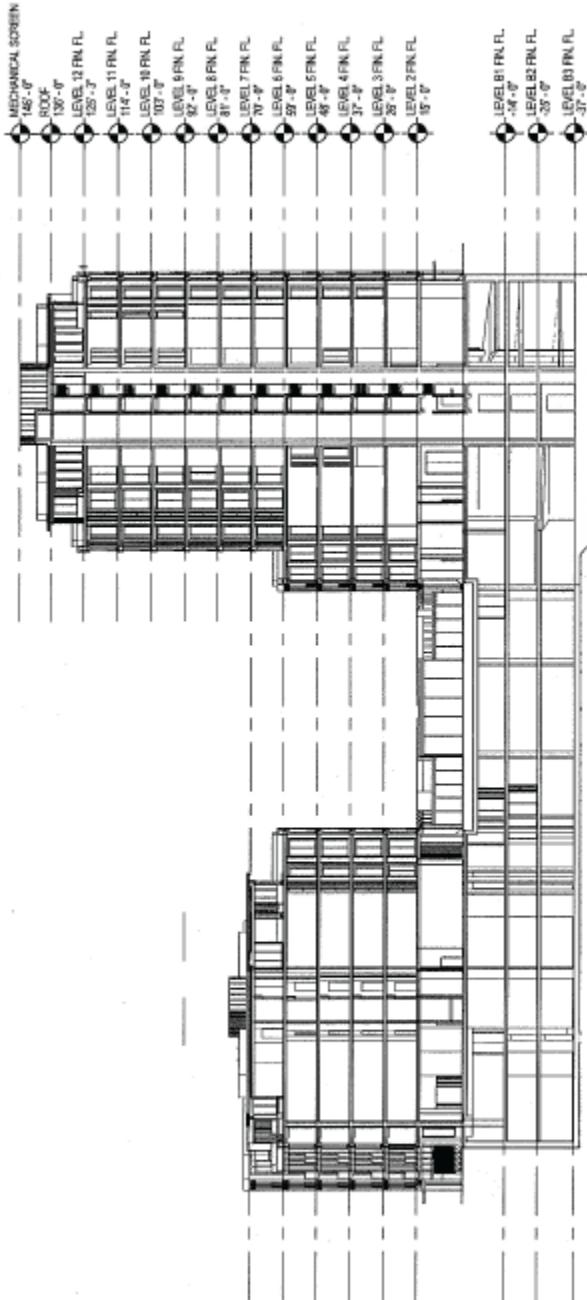 MECHANICAL SCREEN
146' - 0"
ROOF
136' - 0"
LEVEL 12 FIN. FL.
125' - 3"
LEVEL 11 FIN. FL.
114' - 0"
LEVEL 10 FIN. FL.
103' - 0"
LEVEL 9 FIN. FL.
92' - 0"
LEVEL 8 FIN. FL.
81' - 0"
LEVEL 7 FIN. FL.
70' - 0"
LEVEL 6 FIN. FL.
59' - 0"
LEVEL 5 FIN. FL.
48' - 0"
LEVEL 4 FIN. FL.
37' - 0"
LEVEL 3 FIN. FL.
26' - 0"
LEVEL 2 FIN. FL.
15' - 0"
LEVEL B1 FIN. FL.
-14' - 0"
LEVEL B2 FIN. FL.
-25' - 0"
LEVEL B3 FIN. FL.
-37' - 0"